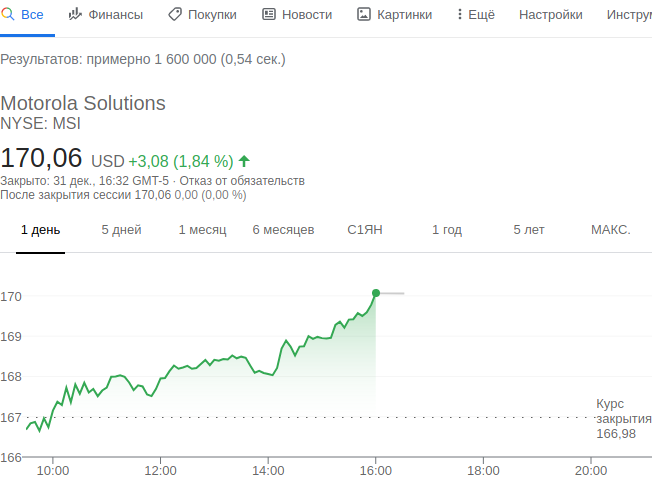 Все Финансы Покупки Новости Картинки Ещё Настройки
Результатов: примерно 1 600 000 (0,54 сек.)
Motorola Solutions
NYSE: MSI
170,06 USD +3,08 (1,84 %)
Закрыто: 31 дек., 16:32 GMT-5 · Отказ от обязательств
После закрытия сессии 170,06 0,00 (0,00 %)
1 день 5 дней 1 месяц 6 месяцев С1ЯН 1 год 5 лет МАКС.
170
169
168
167
166
Курс
закрытия
166,98
10:00 12:00 14:00 16:00 18:00 20:00